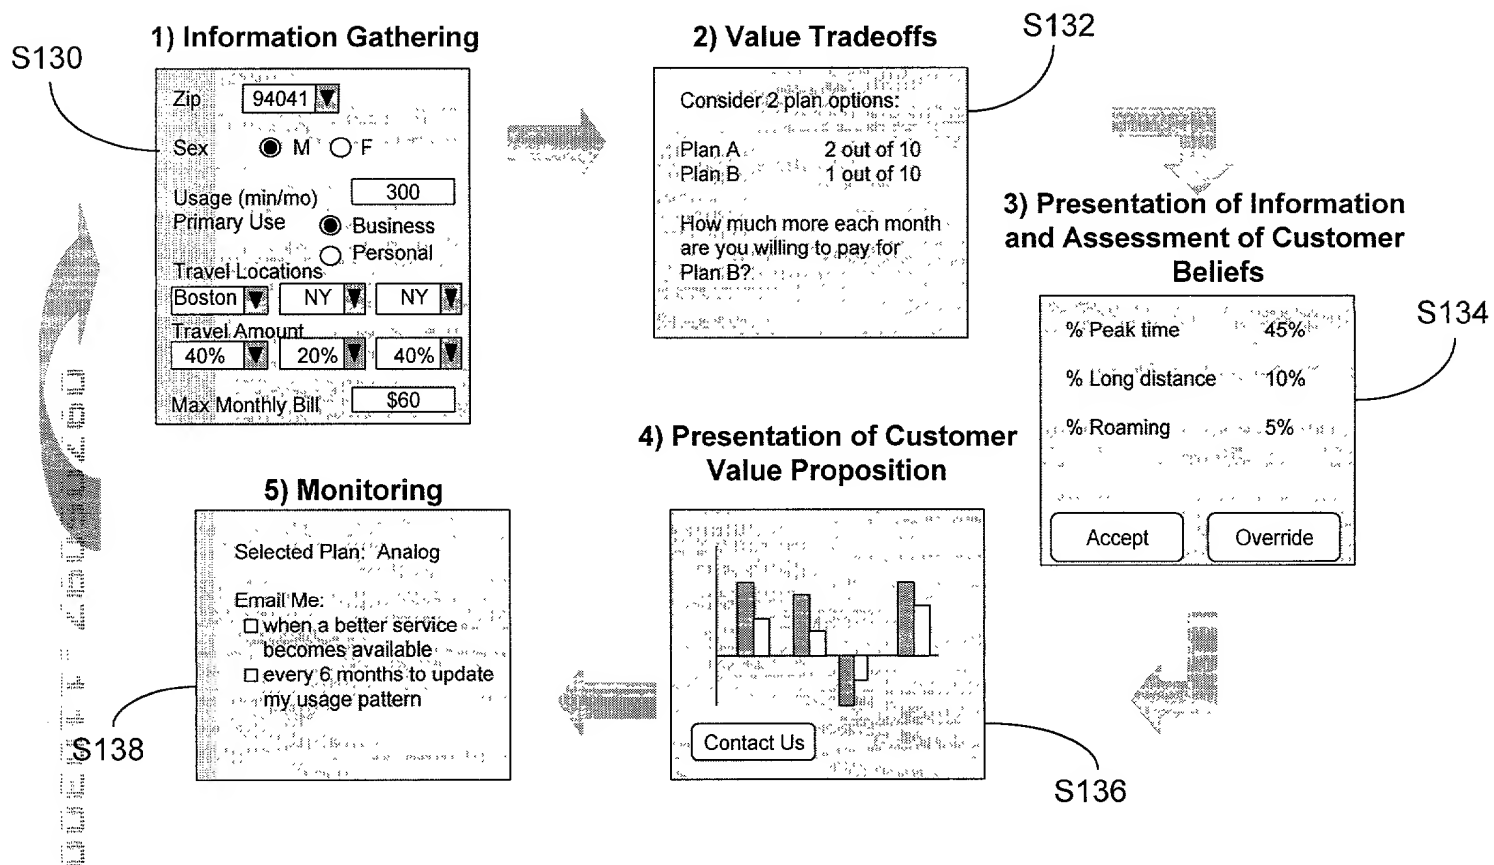 1) Information Gathering
S130
Zip 94041
Sex M F
Usage (min/mo) 300
Primary Use Business
Personal
Travel Locations
Boston NY NY
Travel Amount
40% 20% 40%
Max Monthly Bill $60
2) Value Tradeoffs
S132
Consider 2 plan options:
Plan A 2 out of 10
Plan B 1 out of 10
How much more each month
are you willing to pay for
Plan B?
3) Presentation of Information
and Assessment of Customer
Beliefs
S134
% Peak time 45%
% Long distance 10%
% Roaming 5%
Accept Override
4) Presentation of Customer
Value Proposition
Contact Us
S136
5) Monitoring
Selected Plan: Analog
Email Me:
when a better service
becomes available
every 6 months to update
my usage pattern
S138